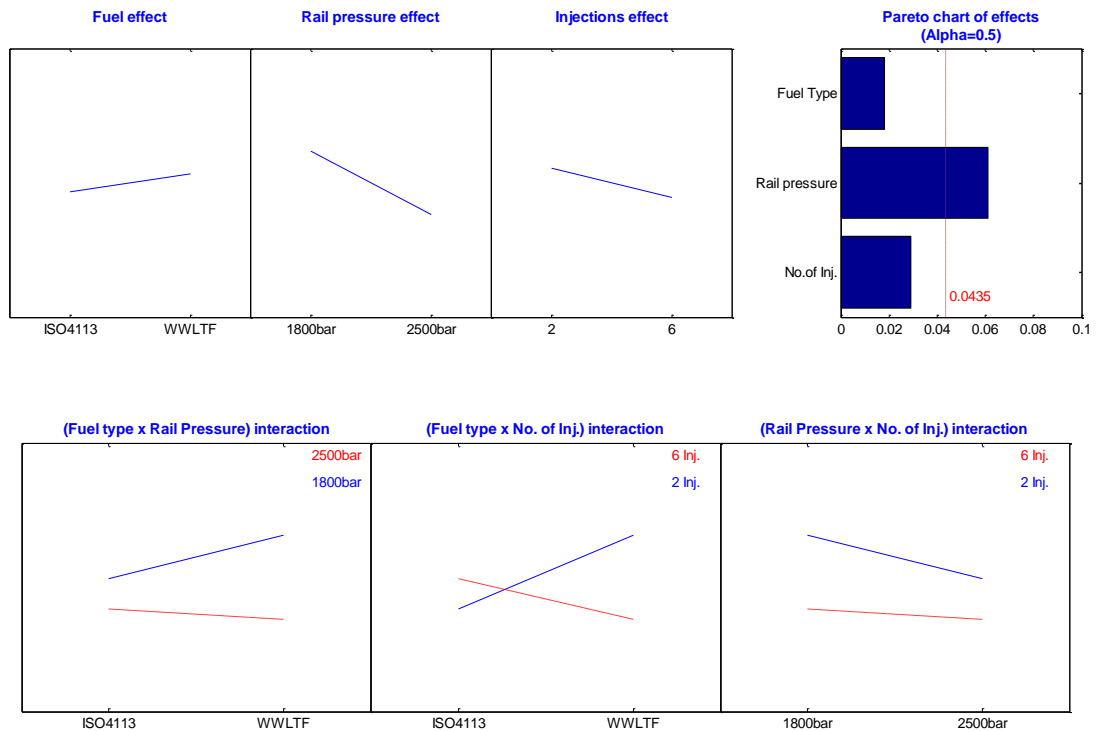 Fuel effect
Rail pressure effect
Injections effect
Pareto chart of effects
(Alpha=0.5)
Fuel Type
Rail pressure
No.of Inj.
0.0435
ISO4113
WWLTF
1800bar
2500bar
2
6
0
0.02
0.04
0.06
0.08
0.1
(Fuel type x Rail Pressure) interaction
(Fuel type x No. of Inj.) interaction
(Rail Pressure x No. of Inj.) interaction
2500bar
1800bar
6 Inj.
2 Inj.
6 Inj.
2 Inj.
ISO4113
WWLTF
ISO4113
WWLTF
1800bar
2500bar